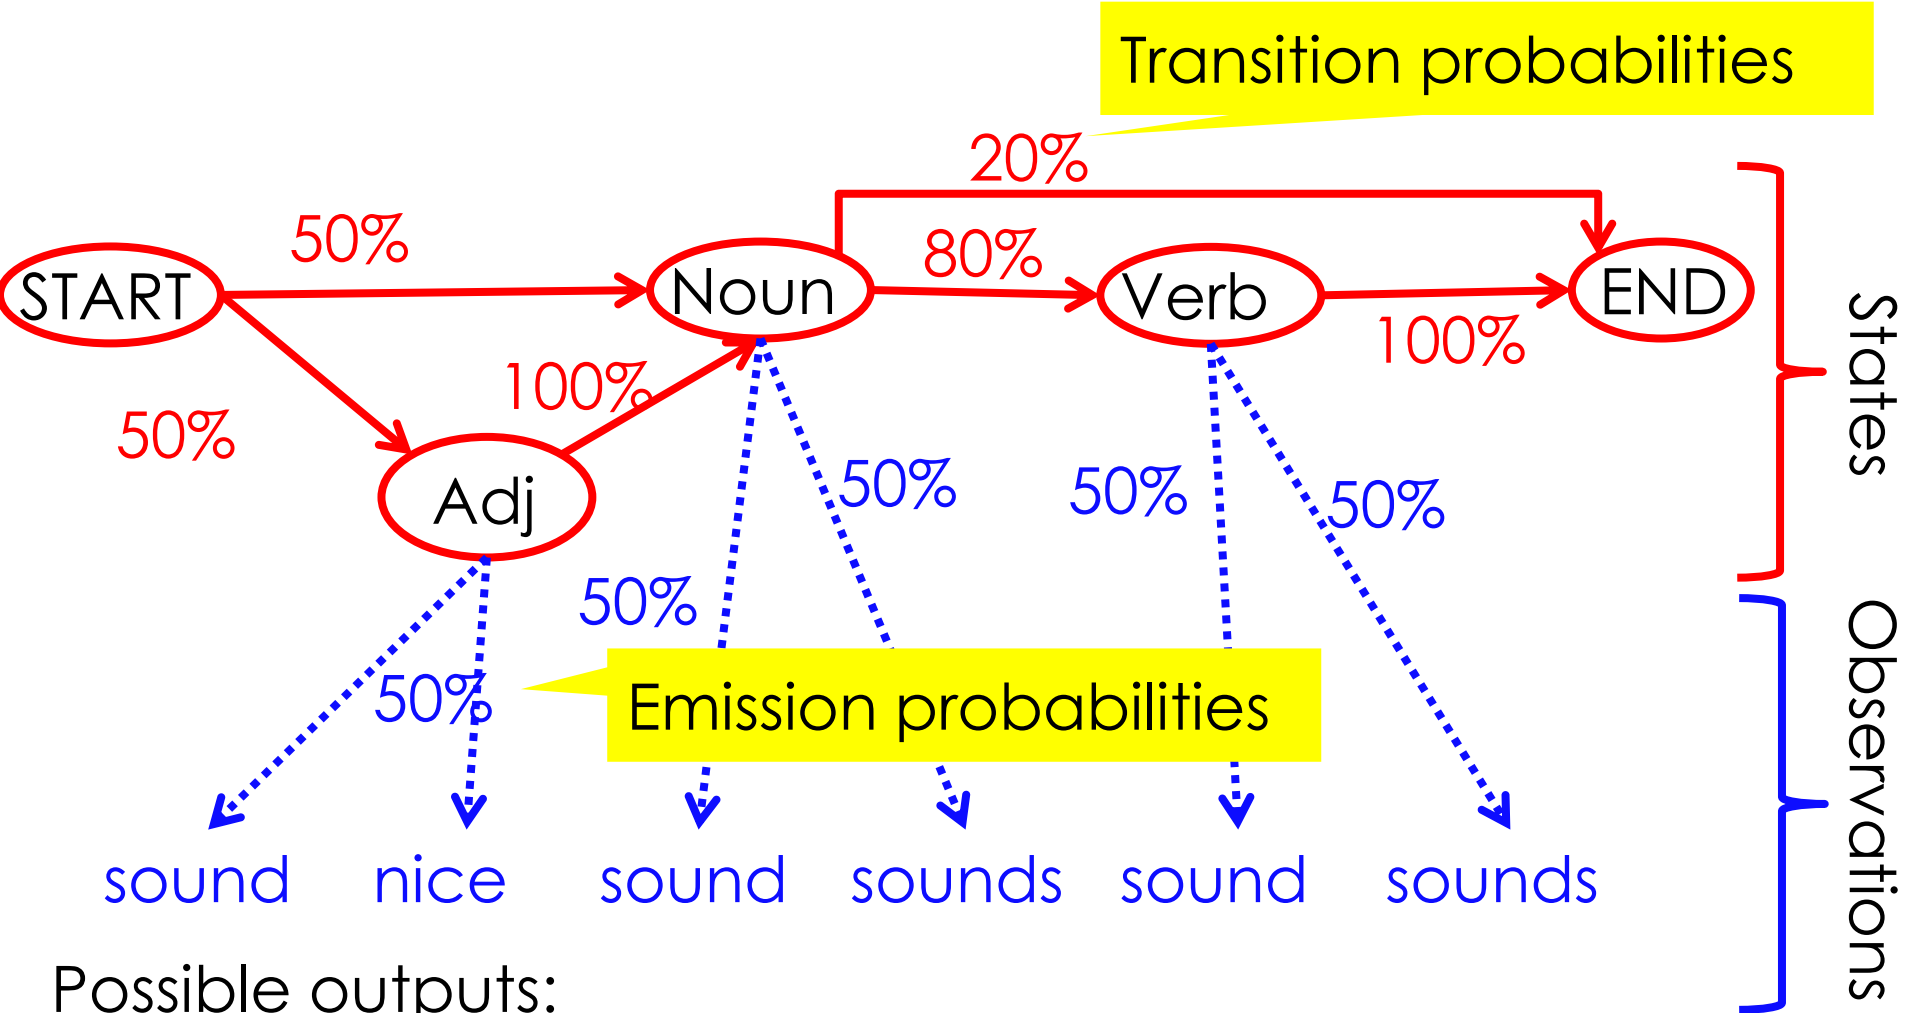 Transition probabilities
20%
50%
80%
START
Noun
Verb
END
100%
100%
50%
States
Adj
50%
50%
50%
50%
50%
Emission probabilities
Observations
sound nice sound sounds sound sounds
Possible outputs: